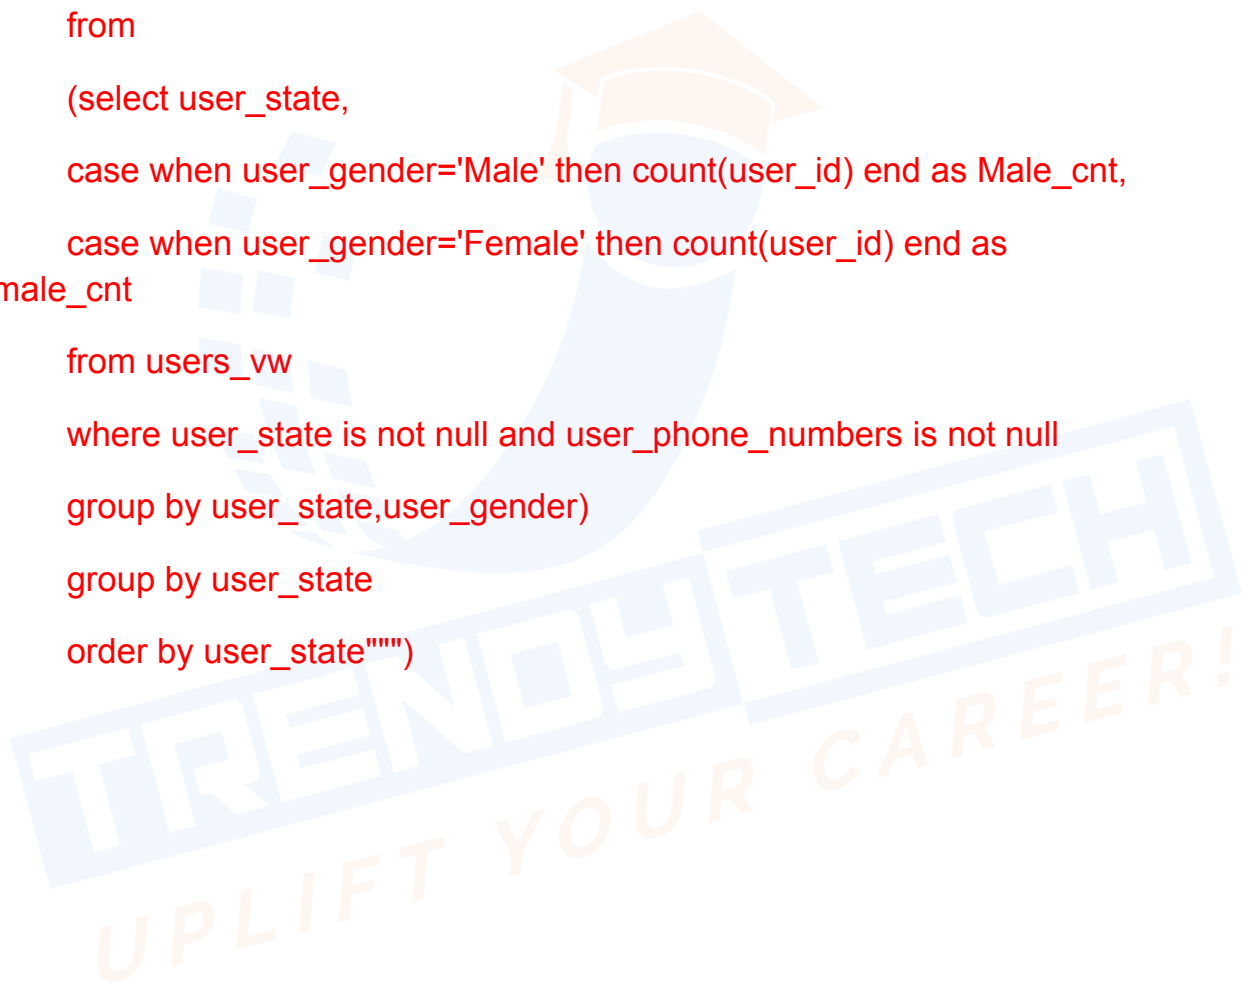 from
(select user_state,
case when user_gender='Male' then count(user_id) end as Male_cnt,
case when user_gender='Female' then count(user_id) end as
male_cnt
from users_vw
where user_state is not null and user_phone_numbers is not null
group by user_state,user_gender)
group by user_state
order by user_state""")
TRENDYTECH
UPLIFT YOUR CAREER!